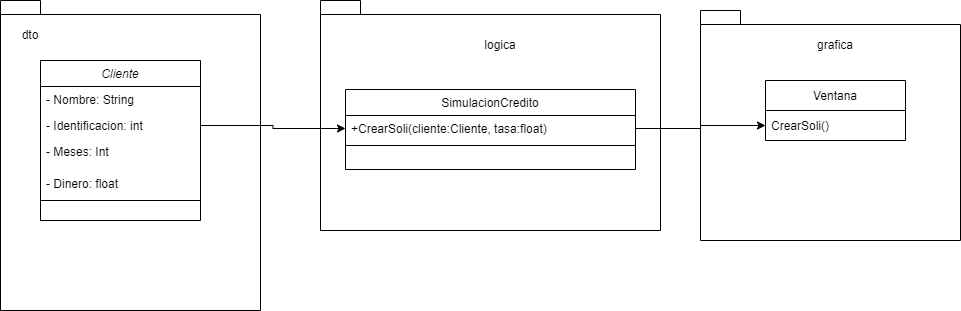 dto
Cliente
- Nombre: String
- Identificacion: int
- Meses: Int
- Dinero: float
logica
SimulacionCredito
+CrearSoli(cliente:Cliente, tasa:float)
grafica
Ventana
CrearSoli()